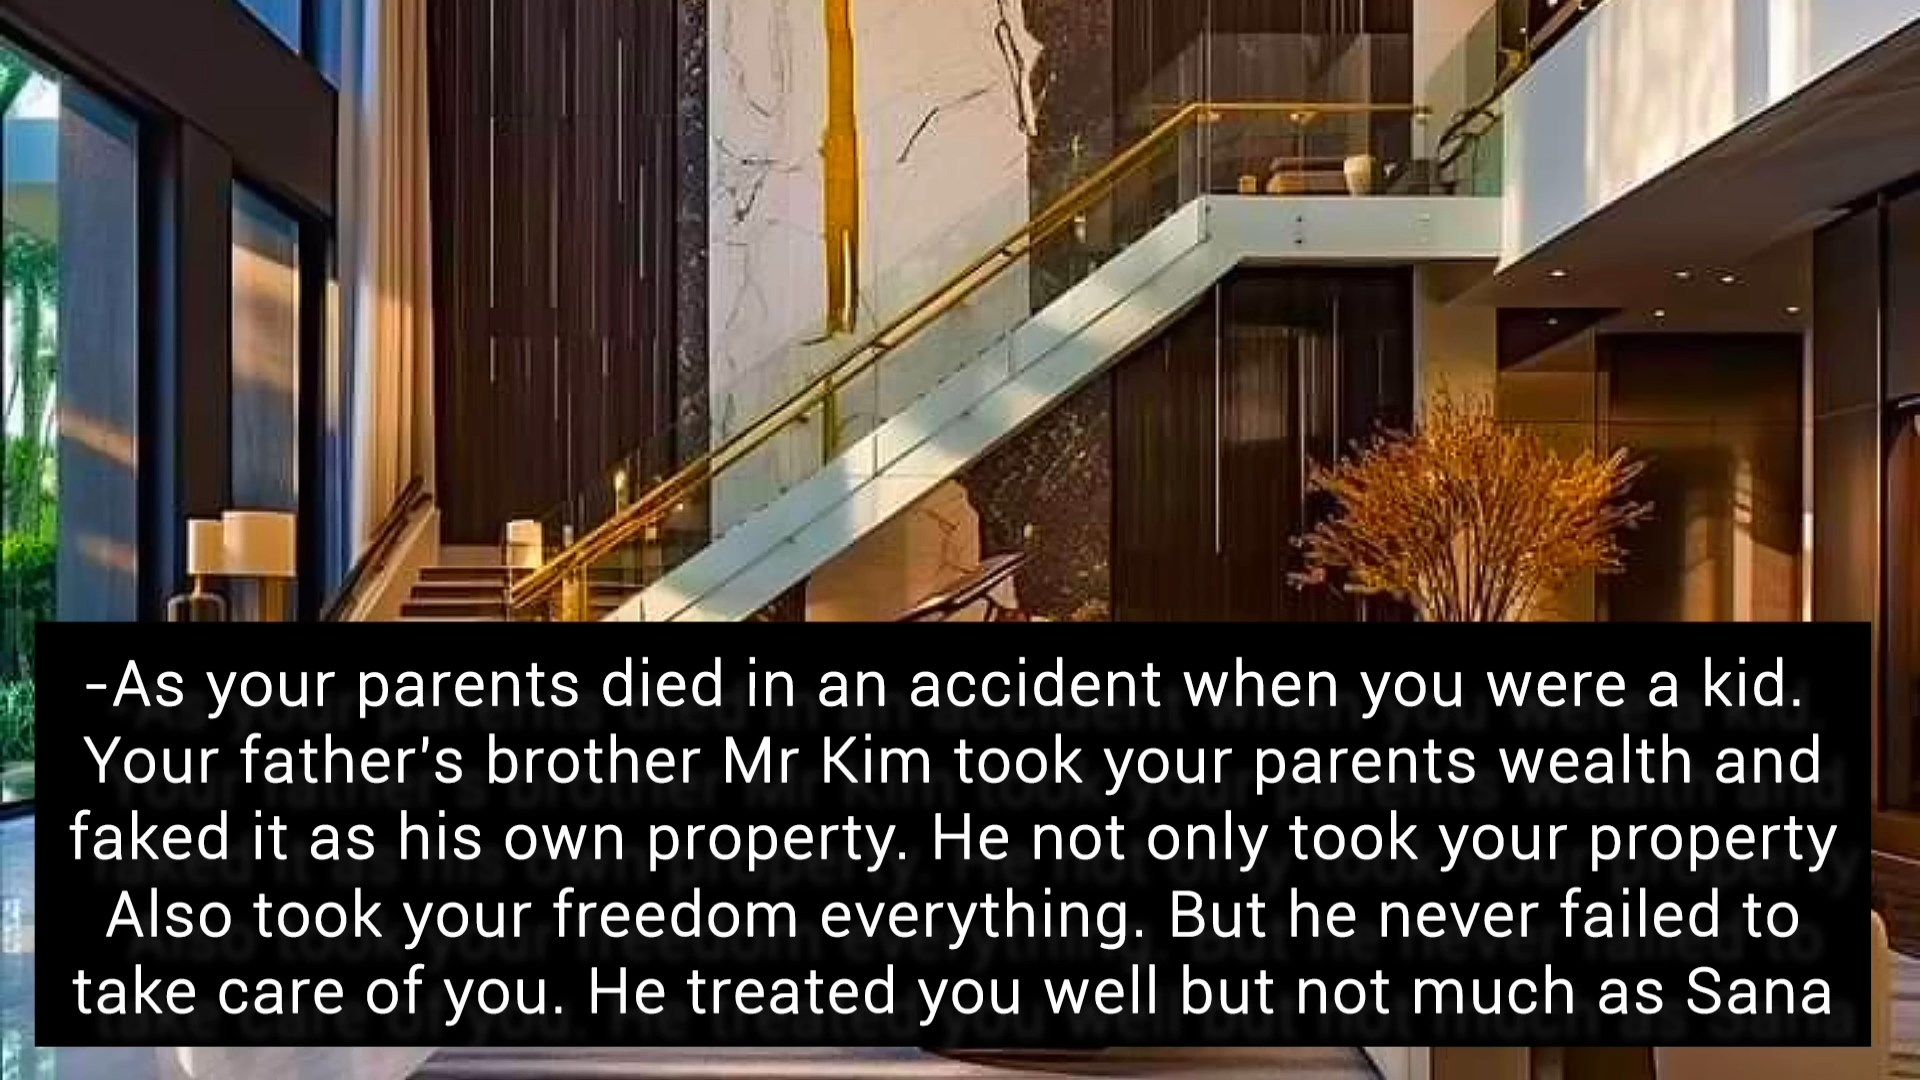 -As your parents died in an accident when you were a kid.
Your father's brother Mr Kim took your parents wealth and
faked it as his own property. He not only took your property
Also took your freedom everything. But he never failed to
take care of you. He treated you well but not much as Sana